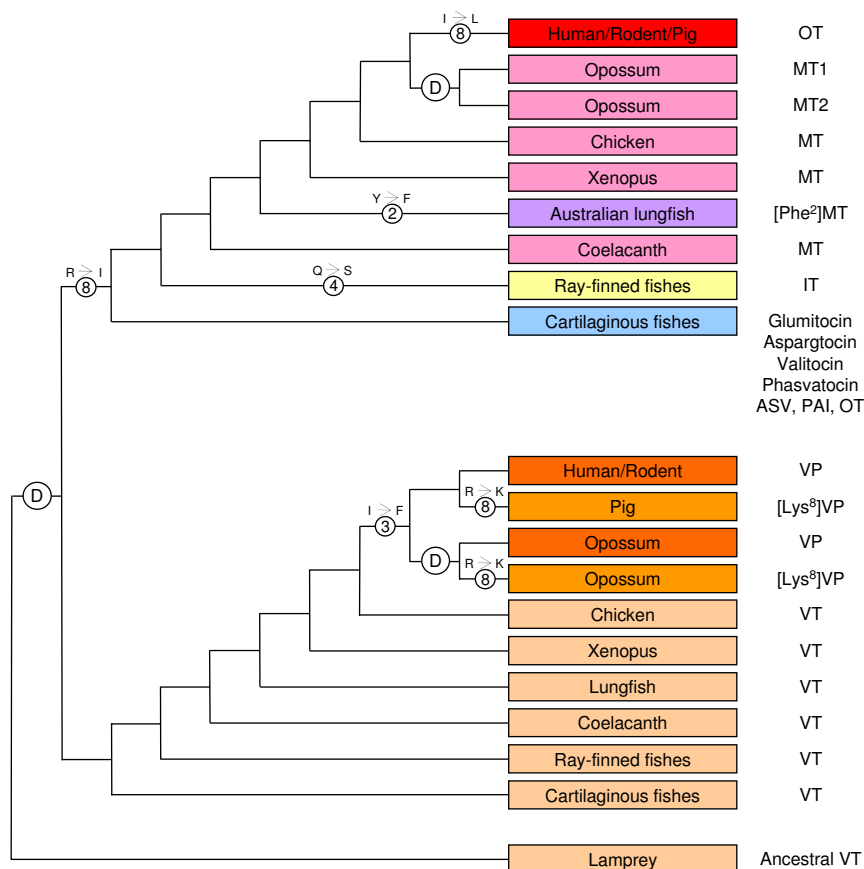 I → L
8
Human/Rodent/Pig
OT
Opossum
MT1
D
Opossum
MT2
Chicken
MT
Xenopus
MT
Y → F
2
Australian lungfish
[Phe²]MT
Coelacanth
MT
R → I
8
Q → S
4
Ray-finned fishes
IT
Cartilaginous fishes
Glumitocin
Aspargtocin
Valitocin
Phasvatocin
ASV, PAI, OT
Human/Rodent
VP
D
R → K
8
Pig
[Lys⁸]VP
I → F
3
Opossum
VP
D
R → K
8
Opossum
[Lys⁸]VP
Chicken
VT
Xenopus
VT
Lungfish
VT
Coelacanth
VT
Ray-finned fishes
VT
Cartilaginous fishes
VT
Lamprey
Ancestral VT